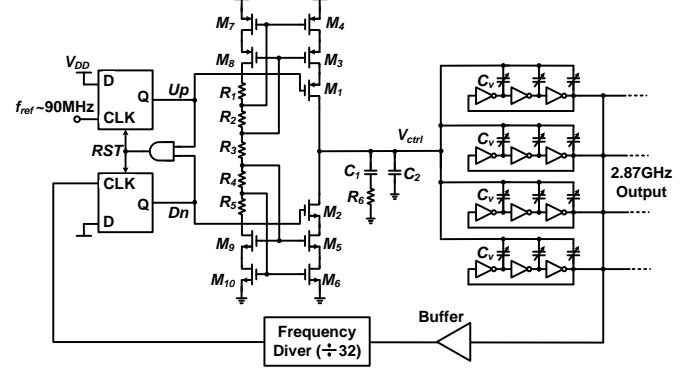 M7
M4
M8
M3
VDD
D
Q
Up
R1
M1
fref~90MHz
CLK
R2
RST
R3
Vctrl
C1
C2
R6
CLK
Q
Dn
D
R4
R5
M2
M9
M5
M10
M6
Cv
Cv
Cv
Cv
2.87GHz
Output
Buffer
Frequency
Diver (÷32)